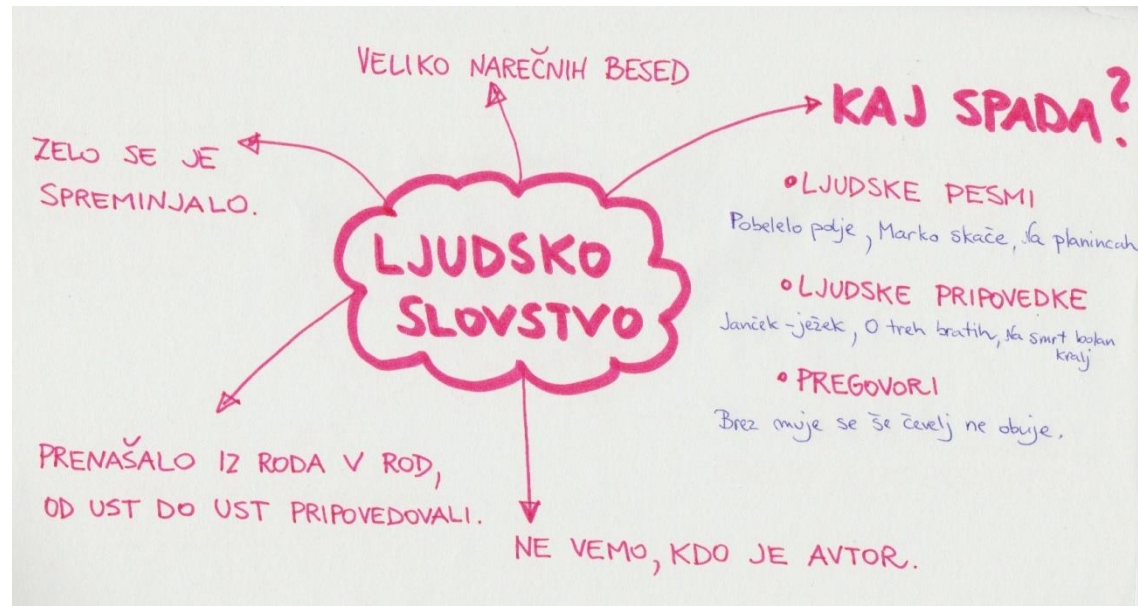 VELIKO NAREČNIH BESED
ZELO SE JE
SPREMINJALO.
LJUDSKO
SLOVSTVO
PRENAŠALO IZ RODA V ROD,
OD UST DO UST PRIPOVEDOVALI.
NE VEMO, KDO JE AVTOR.
KAJ SPADA?
•LJUDSKE PESMI
Pobelelo polje, Marko skače, Na planincah
•LJUDSKE PRIPOVEDKE
Janček-ježek, O treh bratih, Na smrt bolan
kralj
•PREGOVORI
Brez muje se še čevelj ne obuje.